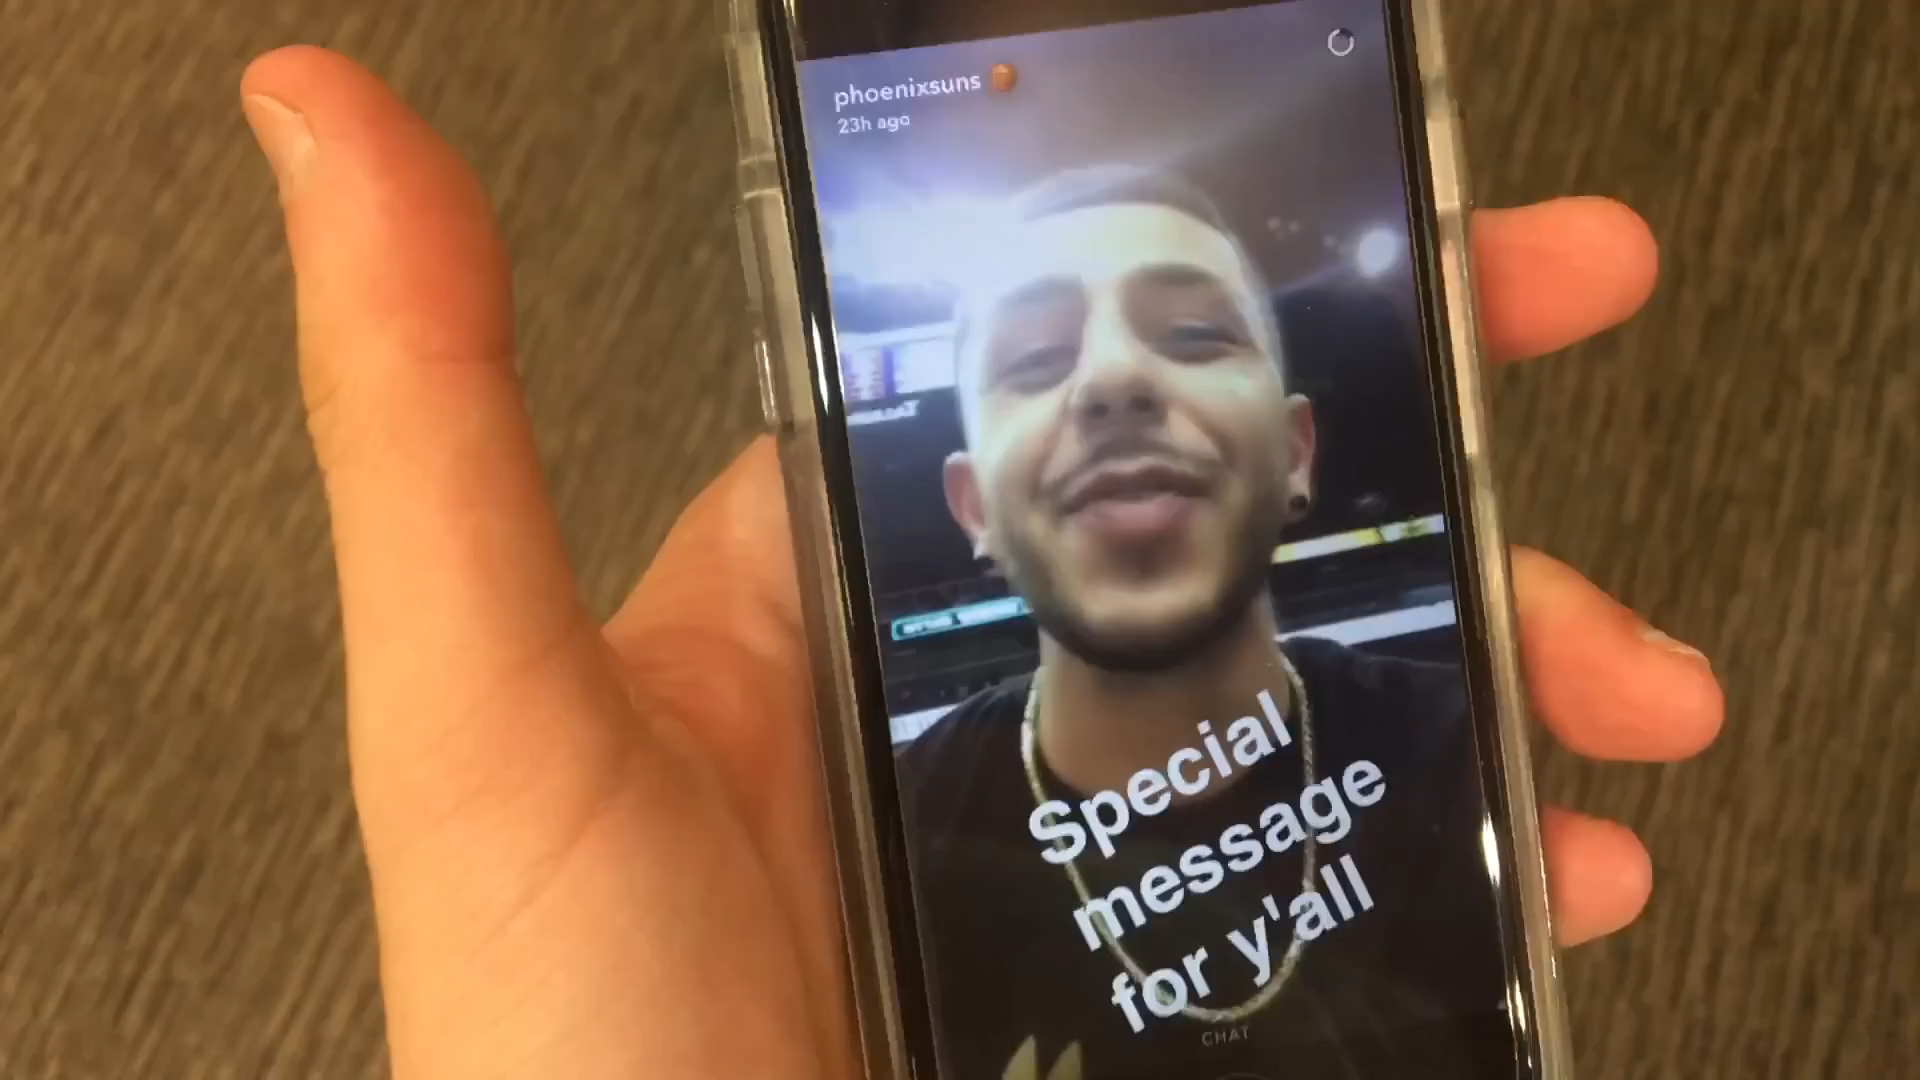 phoenixsuns
23h ago
Special
message
for y'all
CHAT